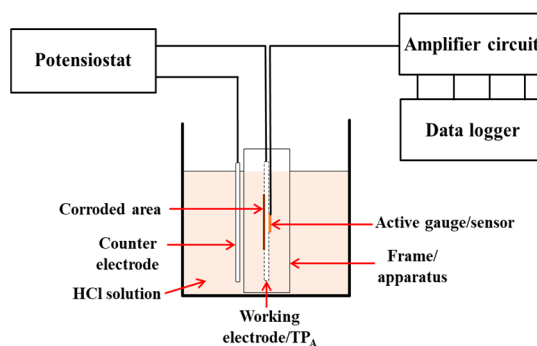 Potensiostat
Amplifier circuit
Data logger
Corroded area
Counter
electrode
HCl solution
Active gauge/sensor
Frame/
apparatus
Working
electrode/TPA